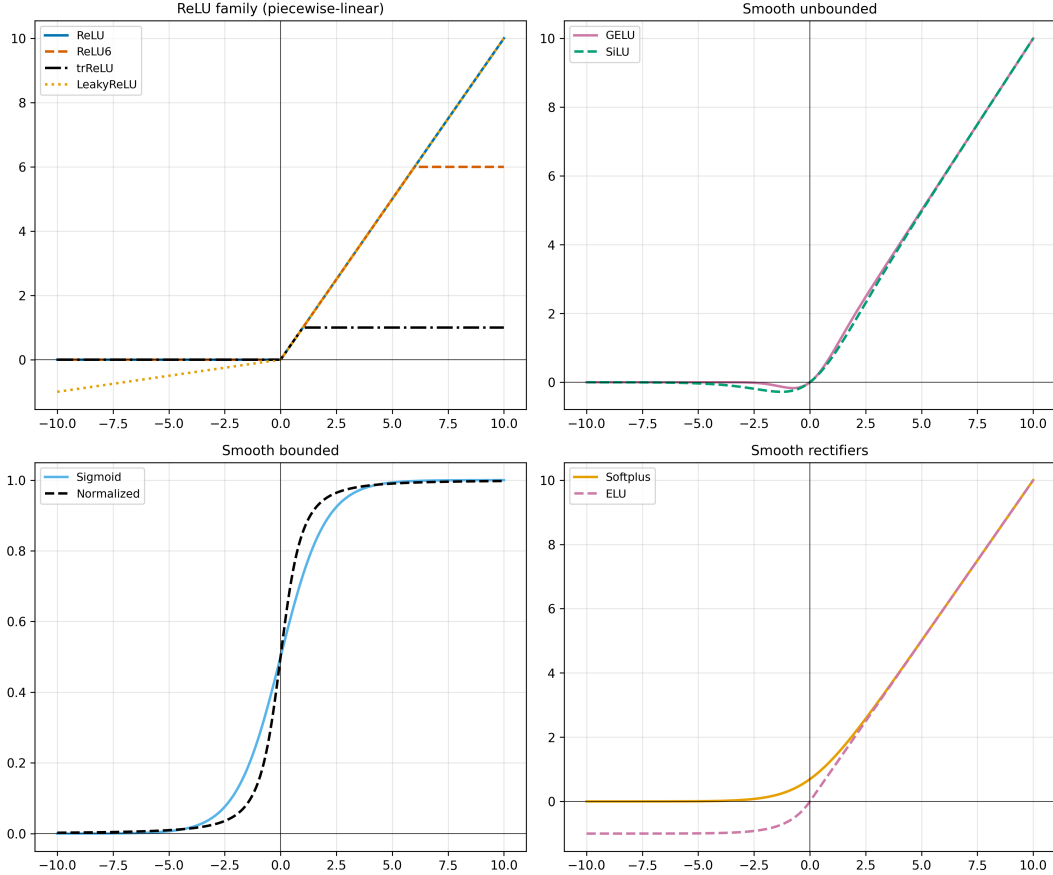 ReLU family (piecewise-linear)
ReLU
ReLU6
trReLU
LeakyReLU
10
8
6
4
2
0
−10.0 −7.5 −5.0 −2.5 0.0 2.5 5.0 7.5 10.0
Smooth unbounded
GELU
SiLU
10
8
6
4
2
0
−10.0 −7.5 −5.0 −2.5 0.0 2.5 5.0 7.5 10.0
Smooth bounded
Sigmoid
Normalized
1.0
0.8
0.6
0.4
0.2
0.0
−10.0 −7.5 −5.0 −2.5 0.0 2.5 5.0 7.5 10.0
Smooth rectifiers
Softplus
ELU
10
8
6
4
2
0
−10.0 −7.5 −5.0 −2.5 0.0 2.5 5.0 7.5 10.0